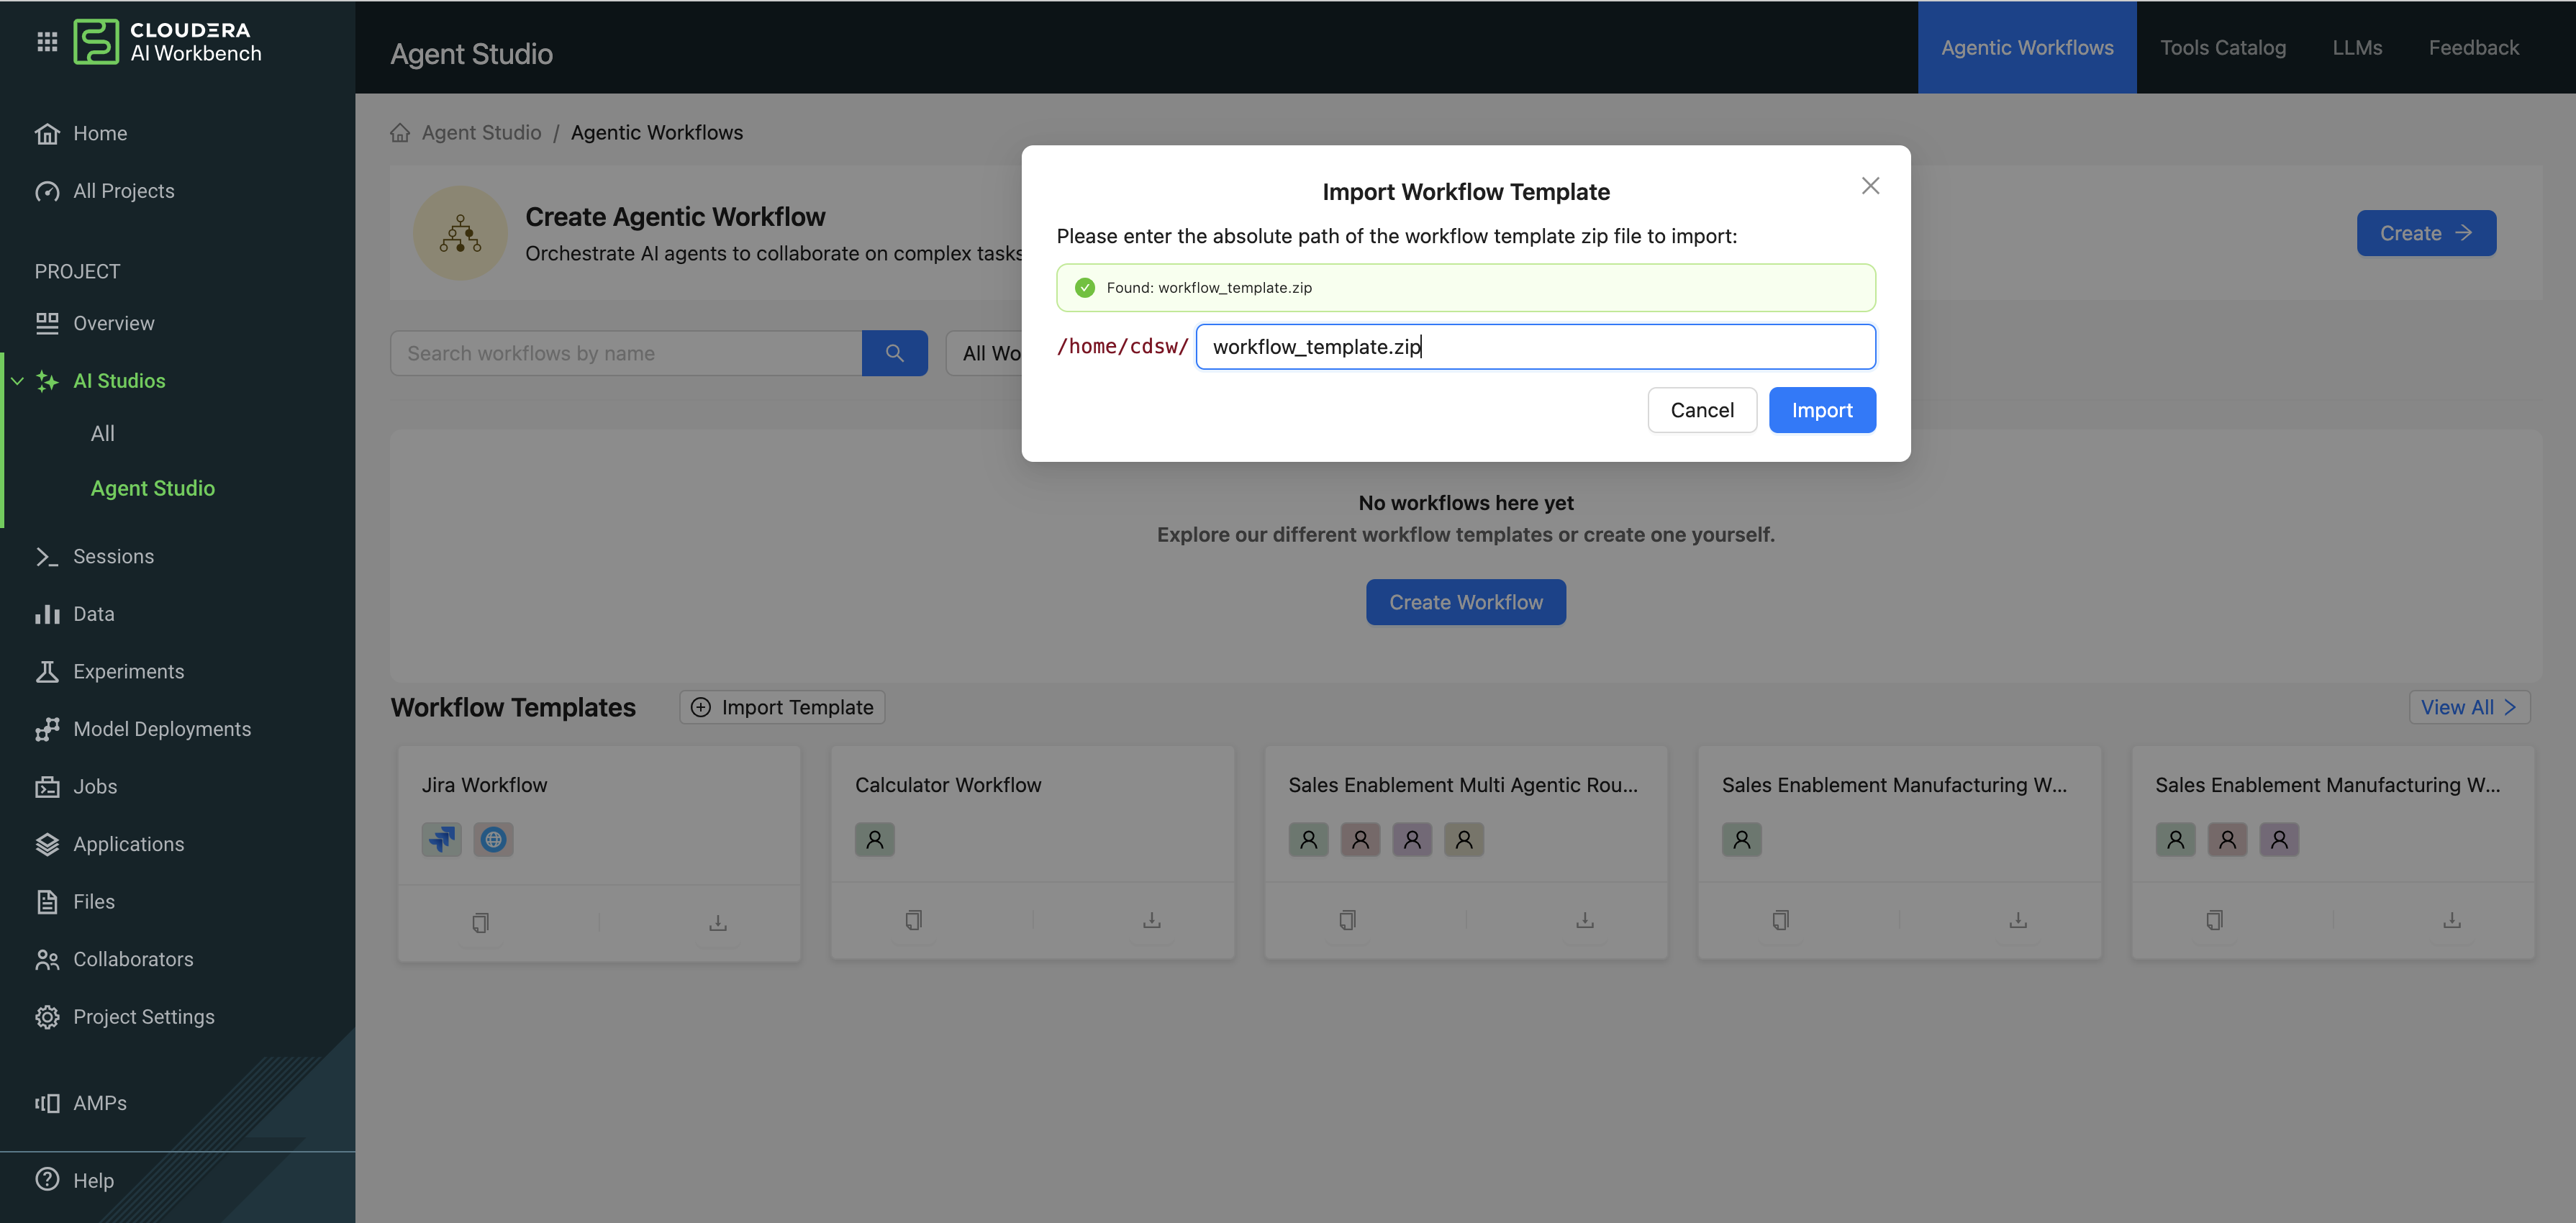 CLOUDERA
AI Workbench
Home
All Projects
PROJECT
Overview
AI Studios
All
Agent Studio
Sessions
Data
Experiments
Model Deployments
Jobs
Applications
Files
Collaborators
Project Settings
AMPs
Help
Agent Studio
Agentic Workflows
Tools Catalog
LLMs
Feedback
Agent Studio / Agentic Workflows
Create Agentic Workflow
Orchestrate AI agents to collaborate on complex tasks
Create
Search workflows by name
All Wo
Import Workflow Template
Please enter the absolute path of the workflow template zip file to import:
Found: workflow_template.zip
/home/cdsw/ workflow_template.zip
Cancel
Import
No workflows here yet
Explore our different workflow templates or create one yourself.
Create Workflow
Workflow Templates
Import Template
View All
Jira Workflow
Calculator Workflow
Sales Enablement Multi Agentic Rou...
Sales Enablement Manufacturing W...
Sales Enablement Manufacturing W...